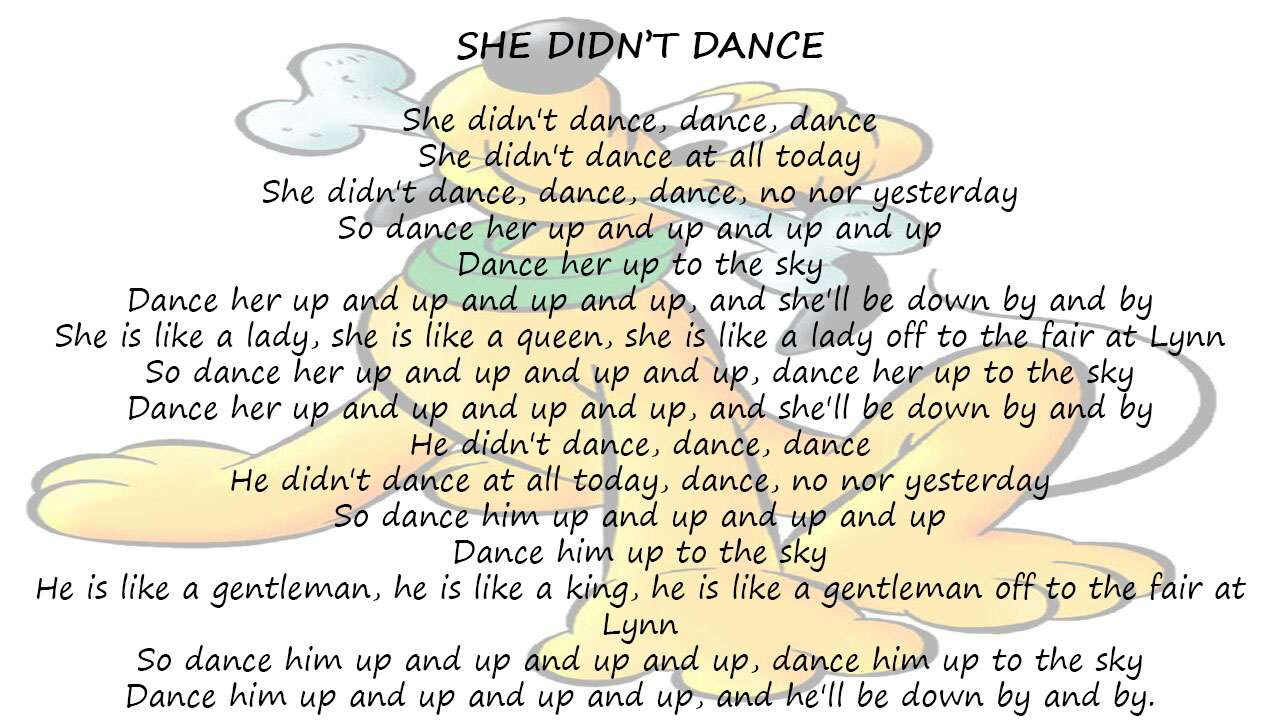 SHE DIDN'T DANCE
She didn't dance, dance, dance
She didn't dance at all today
She didn't dance, dance, dance, no nor yesterday
So dance her up and up and up and up
Dance her up to the sky
Dance her up and up and up and up, and she'll be down by and by
She is like a lady, she is like a queen, she is like a lady off to the fair at Lynn
So dance her up and up and up and up, dance her up to the sky
Dance her up and up and up and up, and she'll be down by and by
He didn't dance, dance, dance
He didn't dance at all today, dance, no nor yesterday
So dance him up and up and up and up
Dance him up to the sky
He is like a gentleman, he is like a king, he is like a gentleman off to the fair at
Lynn
So dance him up and up and up and up, dance him up to the sky
Dance him up and up and up and up, and he'll be down by and by.